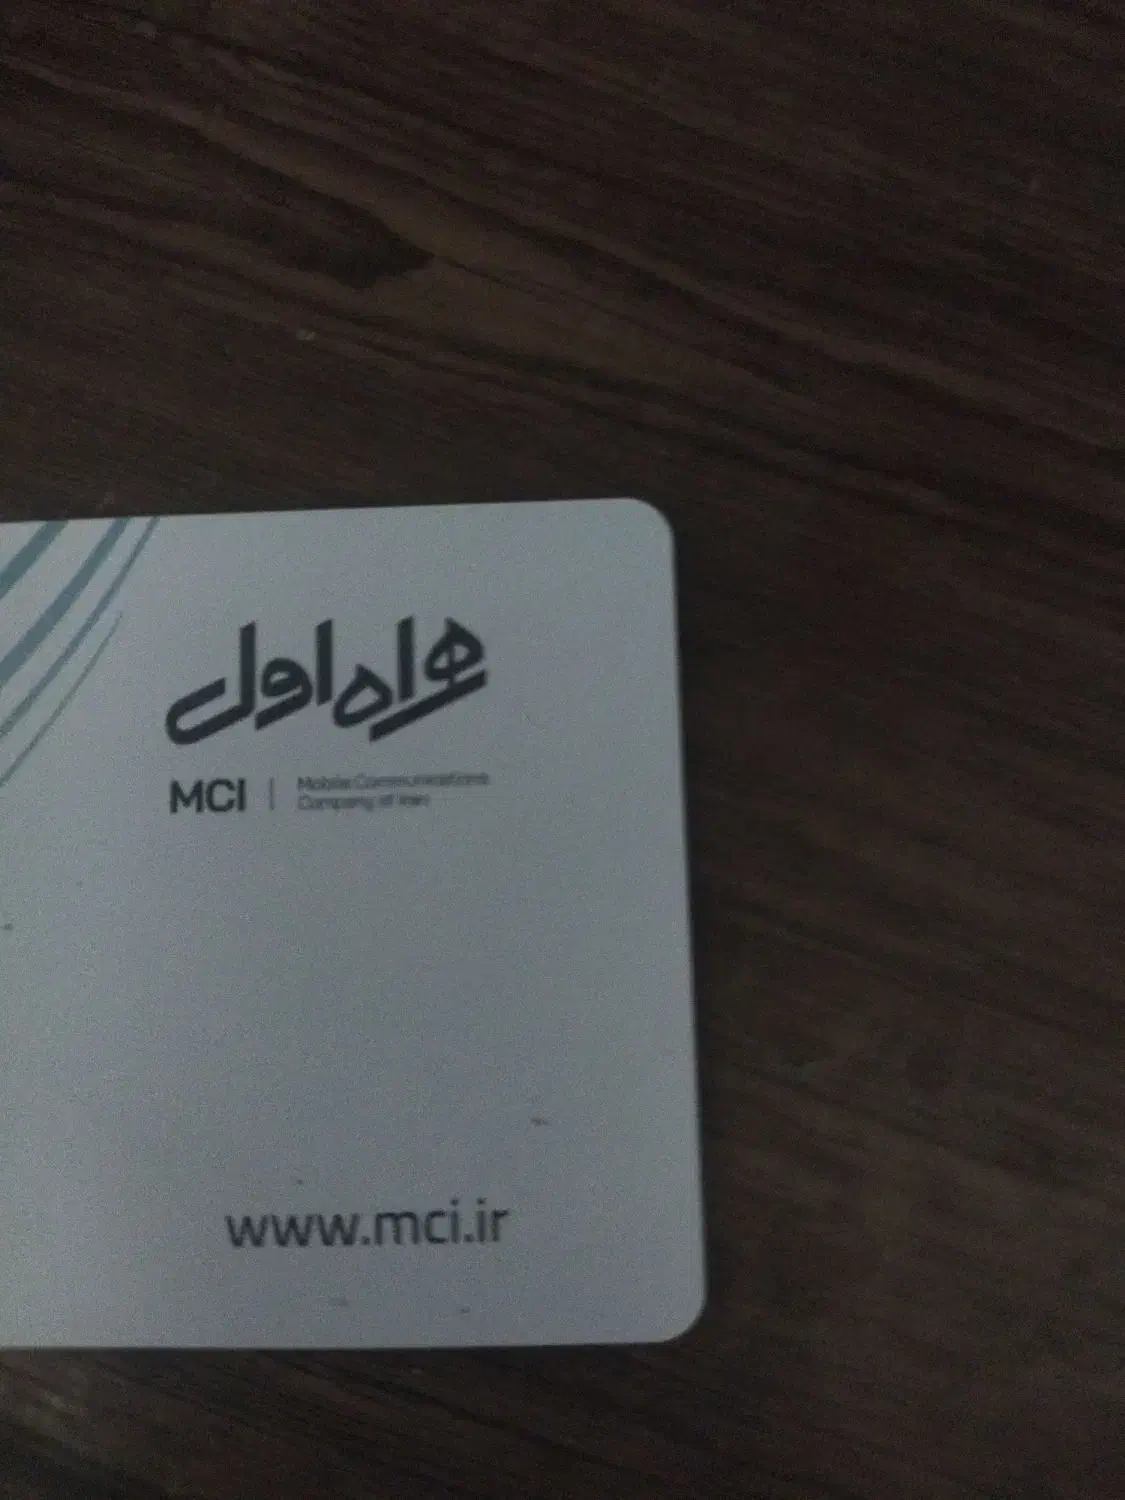 همراه اول
MCI | Mobile Communications
Company of Iran
www.mci.ir